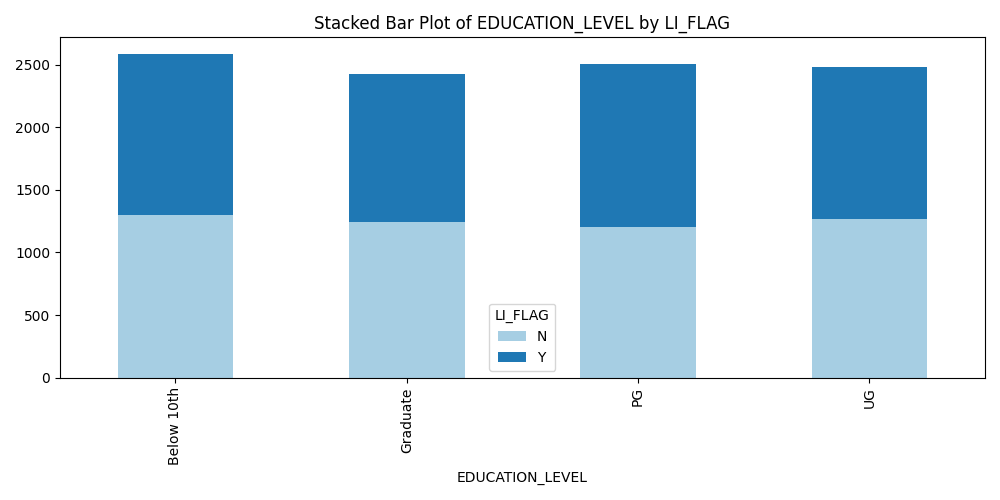 Stacked Bar Plot of EDUCATION_LEVEL by LI_FLAG
2500
2000
1500
1000
500
0
LI_FLAG
N
Y
Below 10th
Graduate
PG
UG
EDUCATION_LEVEL